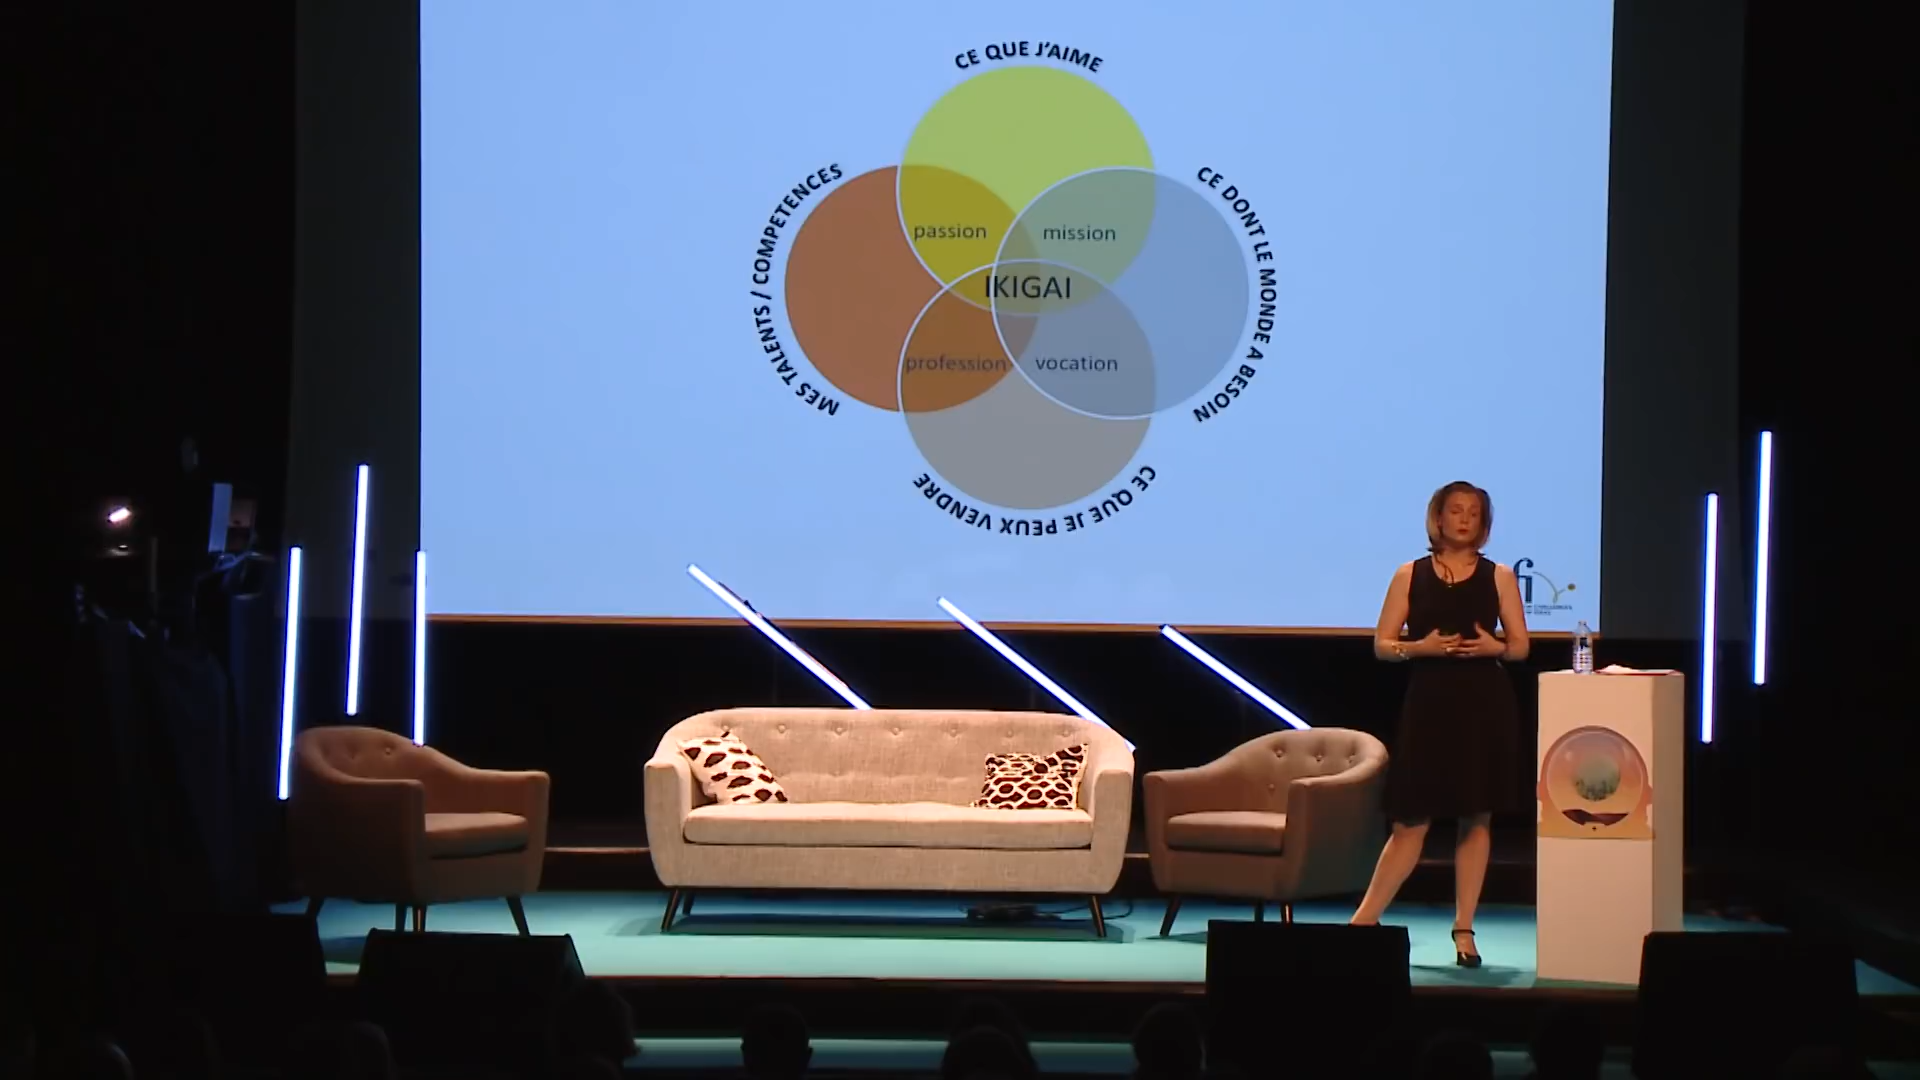 CE QUE J'AIME
MES TALENTS / COMPETENCES
CE DONT LE MONDE A BESOIN
passion
mission
IKIGAI
profession
vocation
CE QUE JE PEUX VENDRE
fi